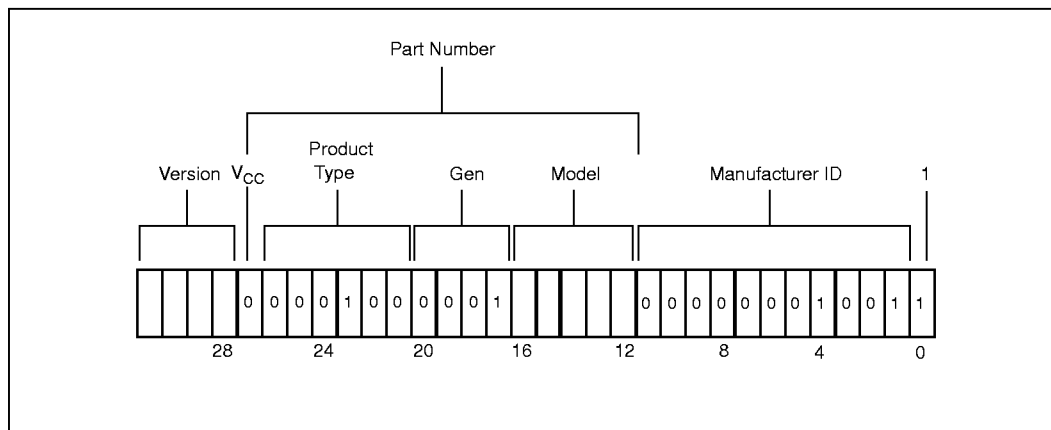 Part Number
Product
Version VCC Type Gen Model Manufacturer ID 1
0 0 0 0 1 0 0 0 0 0 1 0 0 0 0 0 0 0 1 0 0 1 1
28 24 20 16 12 8 4 0